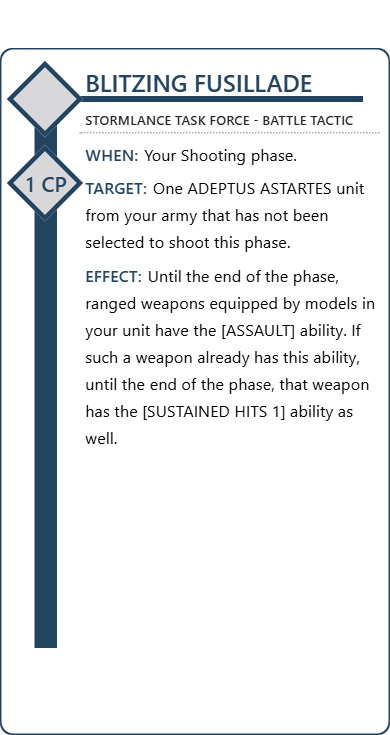 BLITZING FUSILLADE
STORMLANCE TASK FORCE - BATTLE TACTIC
WHEN: Your Shooting phase.
1 CP
TARGET: One ADEPTUS ASTARTES unit
from your army that has not been
selected to shoot this phase.
EFFECT: Until the end of the phase,
ranged weapons equipped by models in
your unit have the [ASSAULT] ability. If
such a weapon already has this ability,
until the end of the phase, that weapon
has the [SUSTAINED HITS 1] ability as
well.